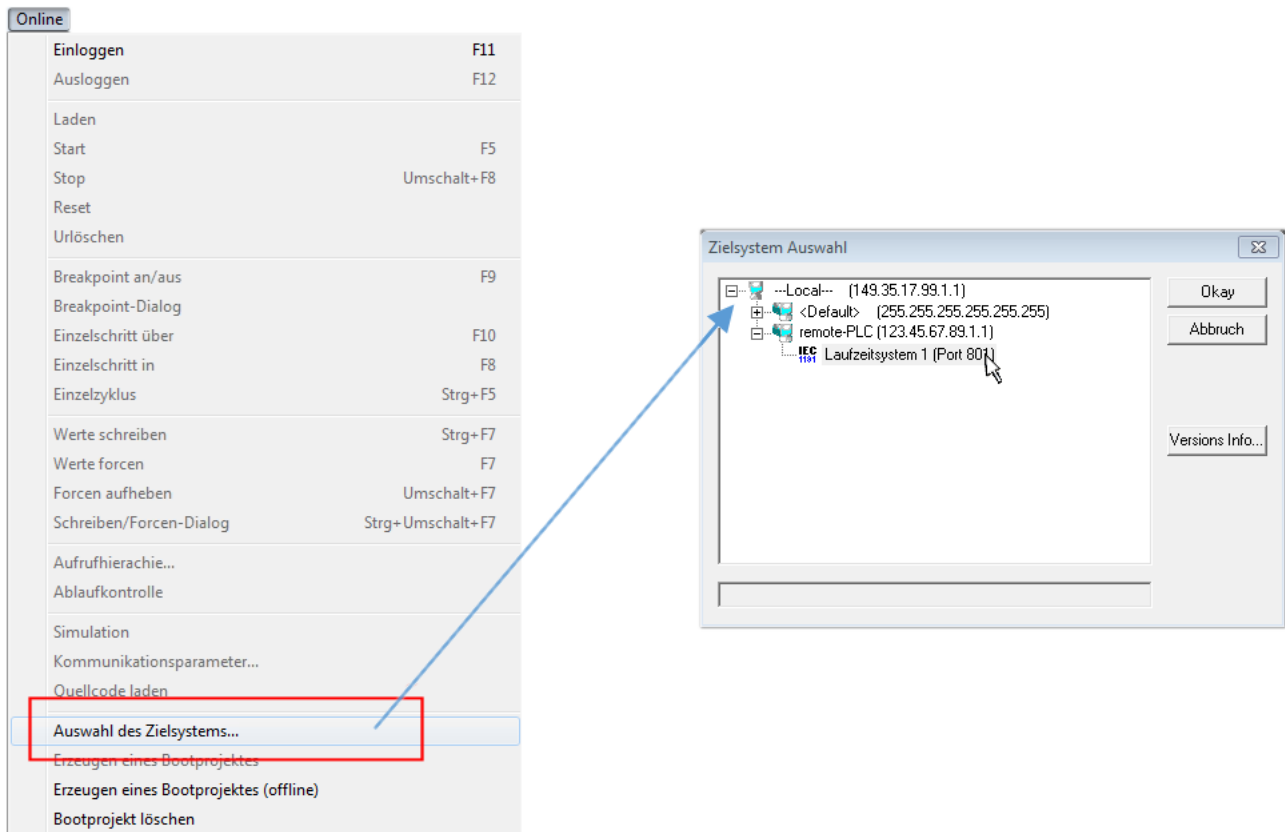 Online
Einloggen F11
Ausloggen F12
Laden
Start F5
Stop Umschalt+F8
Reset
Urlöschen
Breakpoint an/aus F9
Breakpoint-Dialog
Einzelschritt über F10
Einzelschritt in F8
Einzelzyklus Strg+F5
Werte schreiben Strg+F7
Werte forcen F7
Forcen aufheben Umschalt+F7
Schreiben/Forcen-Dialog Strg+Umschalt+F7
Aufrufhierachie...
Ablaufkontrolle
Simulation
Kommunikationsparameter...
Quellcode laden
Auswahl des Zielsystems...
Erzeugen eines Bootprojektes
Erzeugen eines Bootprojektes (offline)
Bootprojekt löschen
Zielsystem Auswahl
---Local--- (149.35.17.99.1.1)
<Default> (255.255.255.255.255.255)
remote-PLC (123.45.67.89.1.1)
IEC 1131 Laufzeitsystem 1 (Port 801)
Okay
Abbruch
Versions Info...